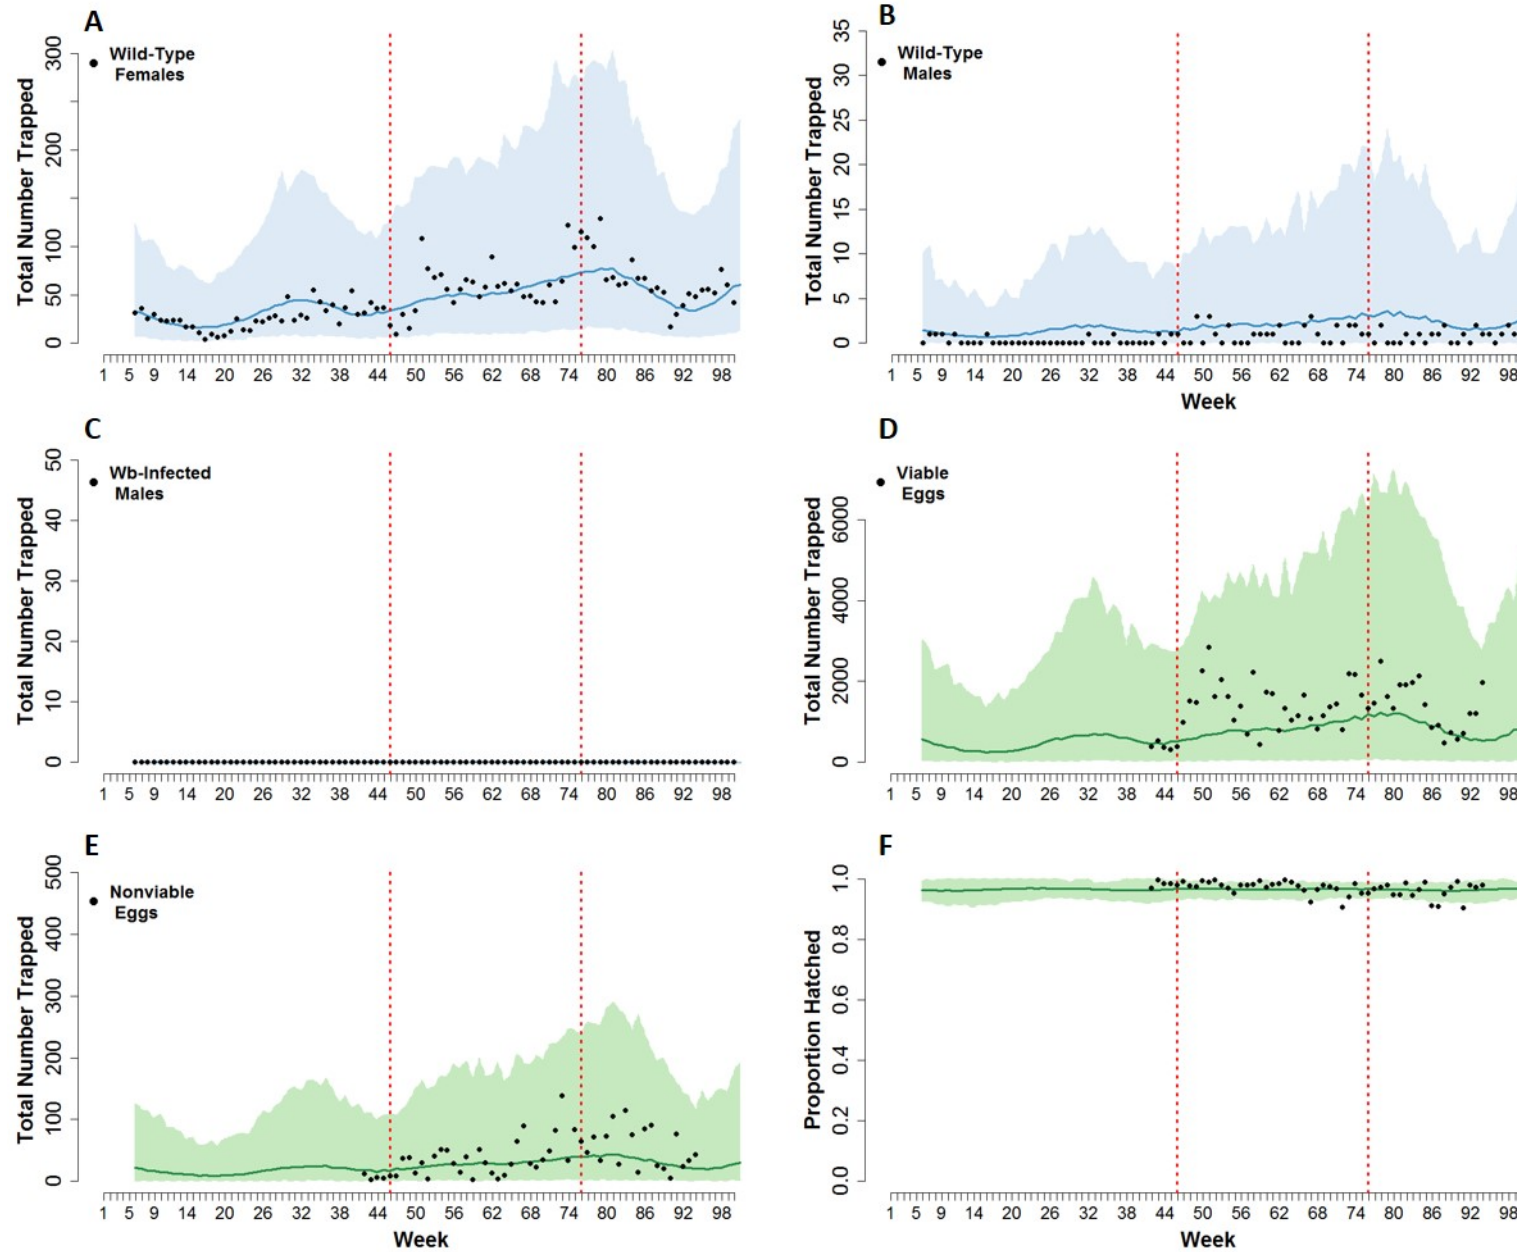 A
Wild-Type
Females
Total Number Trapped
0 50 100 200 300
1 5 9 14 20 26 32 38 44 50 56 62 68 74 80 86 92 98
B
Wild-Type
Males
Total Number Trapped
0 5 10 15 20 25 30 35
1 5 9 14 20 26 32 38 44 50 56 62 68 74 80 86 92 98
Week
C
Wb-Infected
Males
Total Number Trapped
0 10 20 30 40 50
1 5 9 14 20 26 32 38 44 50 56 62 68 74 80 86 92 98
D
Viable
Eggs
Total Number Trapped
0 2000 4000 6000
1 5 9 14 20 26 32 38 44 50 56 62 68 74 80 86 92 98
E
Nonviable
Eggs
Total Number Trapped
0 100 200 300 400 500
1 5 9 14 20 26 32 38 44 50 56 62 68 74 80 86 92 98
Week
F
Proportion Hatched
0.0 0.2 0.4 0.6 0.8 1.0
1 5 9 14 20 26 32 38 44 50 56 62 68 74 80 86 92 98
Week